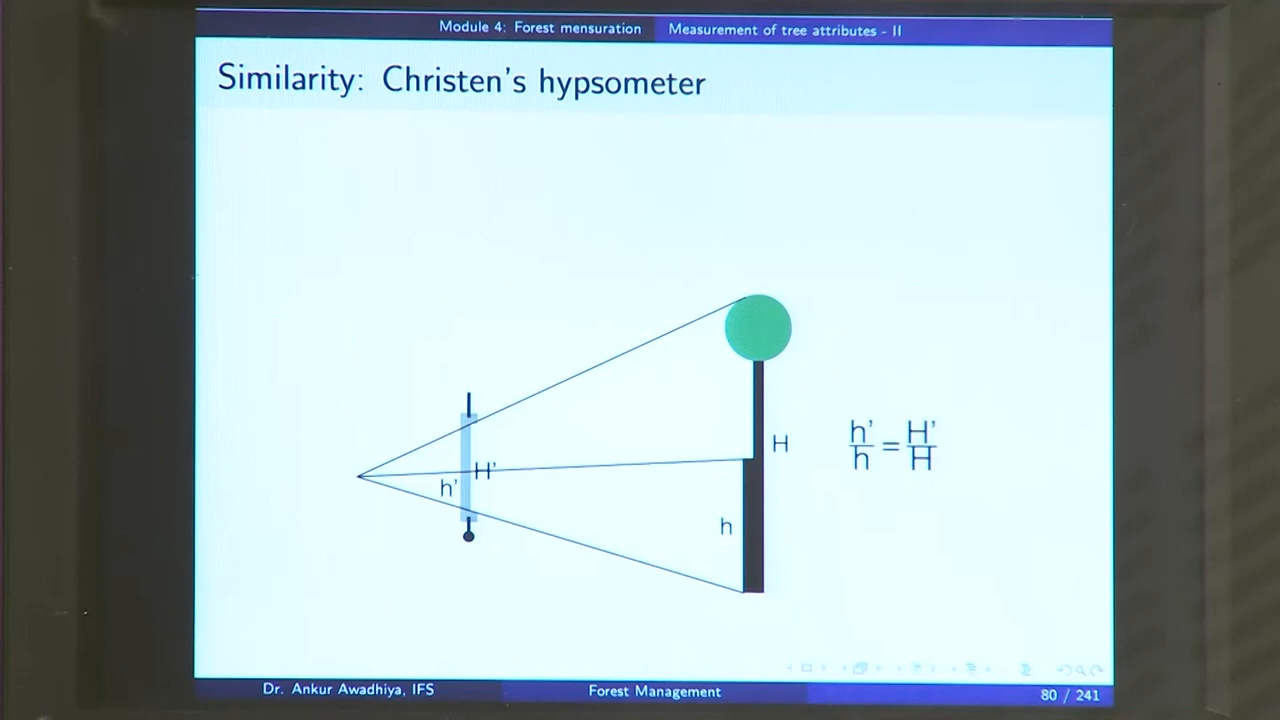 Module 4: Forest mensuration Measurement of tree attributes - II
Similarity: Christen's hypsometer
H'
h'
H
h
h'/h = H'/H
Dr. Ankur Awadhiya, IFS Forest Management 80 / 241